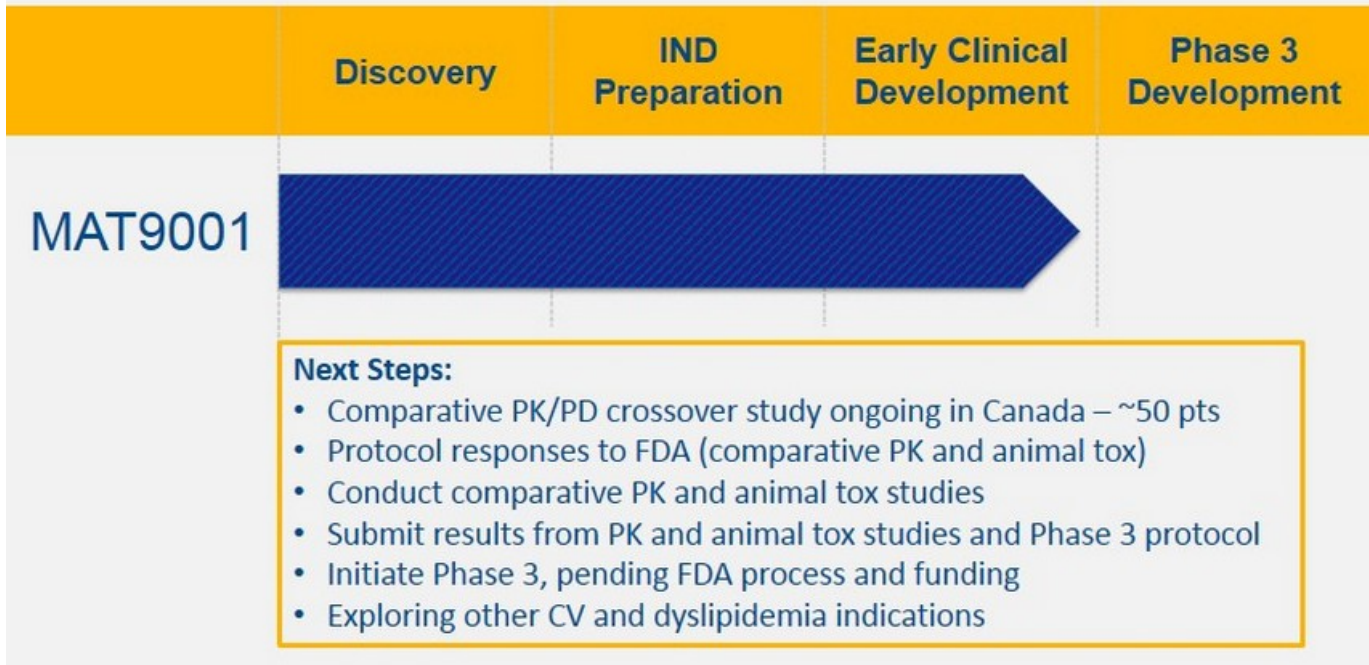 Discovery
IND
Preparation
Early Clinical
Development
Phase 3
Development
MAT9001
Next Steps:
• Comparative PK/PD crossover study ongoing in Canada – ~50 pts
• Protocol responses to FDA (comparative PK and animal tox)
• Conduct comparative PK and animal tox studies
• Submit results from PK and animal tox studies and Phase 3 protocol
• Initiate Phase 3, pending FDA process and funding
• Exploring other CV and dyslipidemia indications